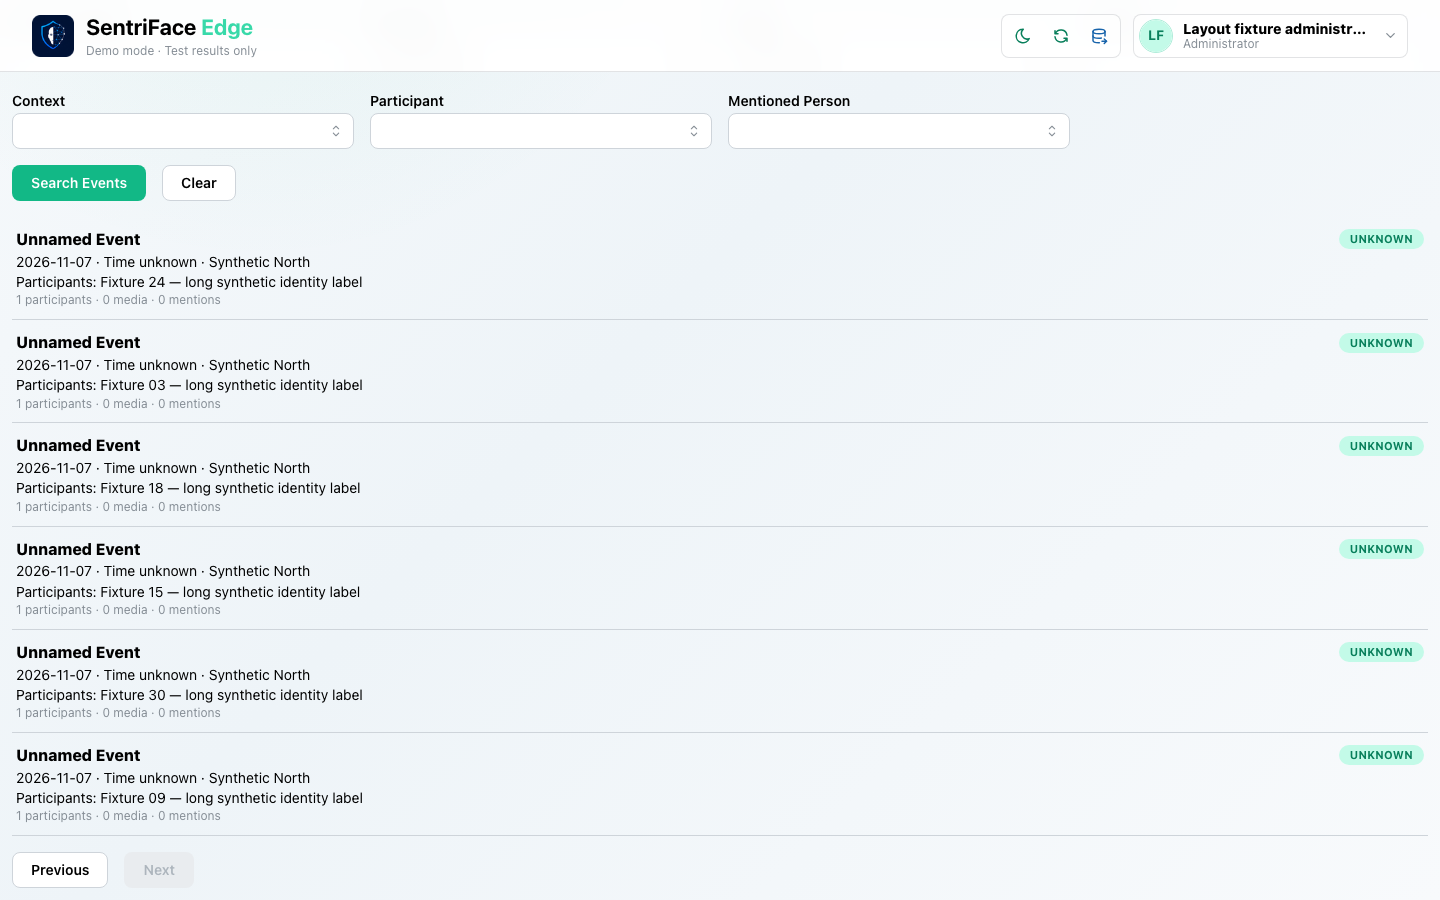 SentriFace Edge
Demo mode · Test results only
LF
Layout fixture administr...
Administrator
Context
Participant
Mentioned Person
Search Events
Clear
Unnamed Event
UNKNOWN
2026-11-07 · Time unknown · Synthetic North
Participants: Fixture 24 — long synthetic identity label
1 participants · 0 media · 0 mentions
Unnamed Event
UNKNOWN
2026-11-07 · Time unknown · Synthetic North
Participants: Fixture 03 — long synthetic identity label
1 participants · 0 media · 0 mentions
Unnamed Event
UNKNOWN
2026-11-07 · Time unknown · Synthetic North
Participants: Fixture 18 — long synthetic identity label
1 participants · 0 media · 0 mentions
Unnamed Event
UNKNOWN
2026-11-07 · Time unknown · Synthetic North
Participants: Fixture 15 — long synthetic identity label
1 participants · 0 media · 0 mentions
Unnamed Event
UNKNOWN
2026-11-07 · Time unknown · Synthetic North
Participants: Fixture 30 — long synthetic identity label
1 participants · 0 media · 0 mentions
Unnamed Event
UNKNOWN
2026-11-07 · Time unknown · Synthetic North
Participants: Fixture 09 — long synthetic identity label
1 participants · 0 media · 0 mentions
Previous
Next